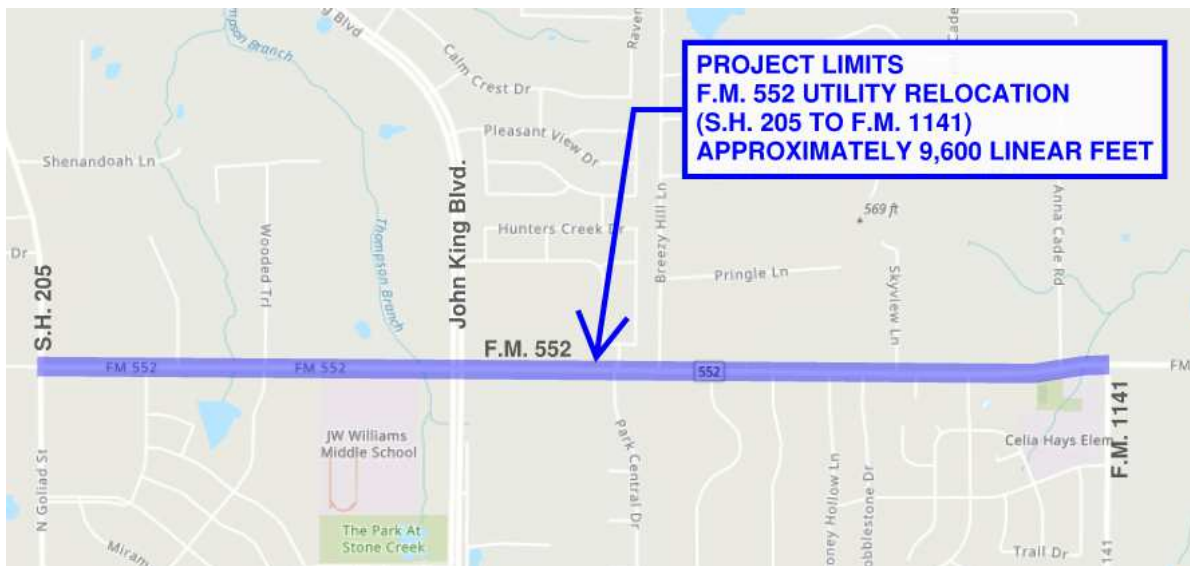 PROJECT LIMITS
F.M. 552 UTILITY RELOCATION
(S.H. 205 TO F.M. 1141)
APPROXIMATELY 9,600 LINEAR FEET
Branch
Blvd
Calm Crest Dr
Pleasant View Dr
Shenandoah Ln
Wooded Trl
Thompson Branch
John King Blvd.
Hunters Creek Dr
Breezy Hill Ln
569 ft
Anna Cade Rd
Dr
Pringle Ln
Skyview Ln
S.H. 205
F.M. 552
FM 552
FM 552
552
FM
F.M. 1141
N Goliad St
JW Williams
Middle School
Park Central Dr
Celia Hays Elem
The Park At
Stone Creek
Trail Dr